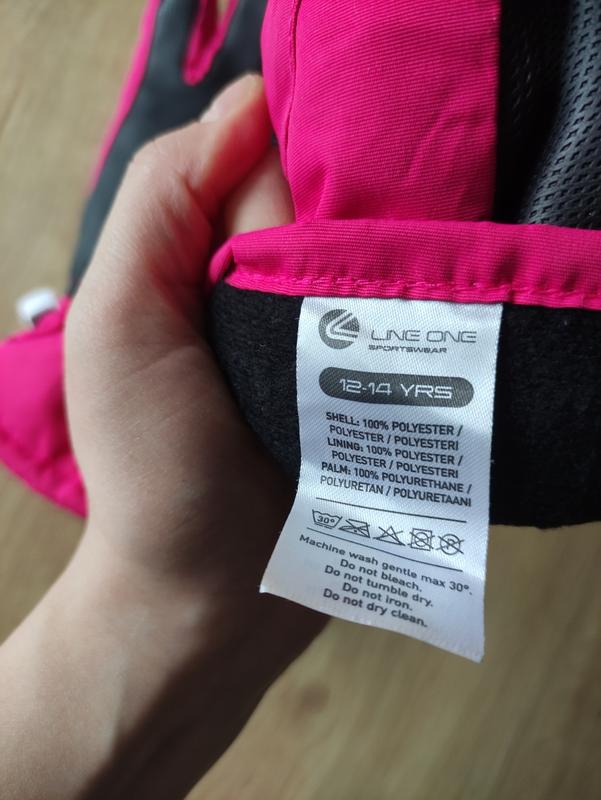 LINE ONE
SPORTSWEAR
12-14 YRS
SHELL: 100% POLYESTER /
POLYESTER / POLYESTERI
LINING: 100% POLYESTER /
POLYESTER / POLYESTERI
PALM: 100% POLYURETHANE /
POLYURETAN / POLYURETAANI
30°
Machine wash gentle max 30°.
Do not bleach.
Do not tumble dry.
Do not iron.
Do not dry clean.